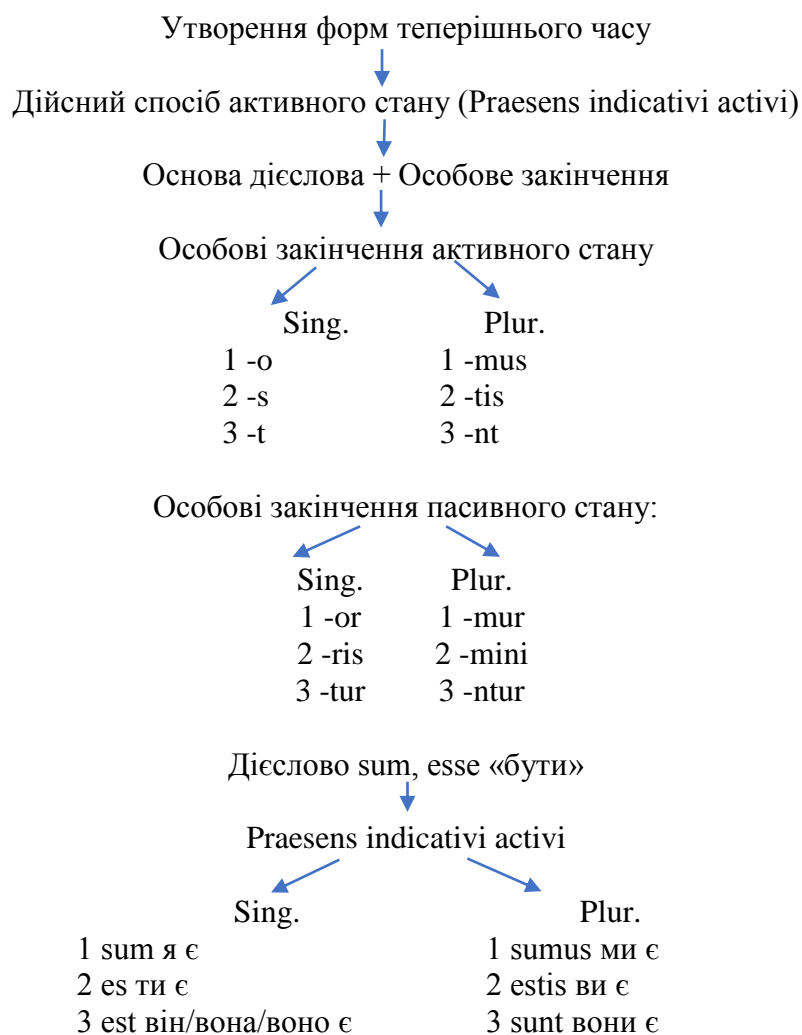 Утворення форм теперішнього часу
Дійсний спосіб активного стану (Praesens indicativi activi)
Основа дієслова + Особове закінчення
Особові закінчення активного стану
Sing. Plur.
1 -o 1 -mus
2 -s 2 -tis
3 -t 3 -nt
Особові закінчення пасивного стану:
Sing. Plur.
1 -or 1 -mur
2 -ris 2 -mini
3 -tur 3 -ntur
Дієслово sum, esse «бути»
Praesens indicativi activi
Sing. Plur.
1 sum я є 1 sumus ми є
2 es ти є 2 estis ви є
3 est він/вона/воно є 3 sunt вони є